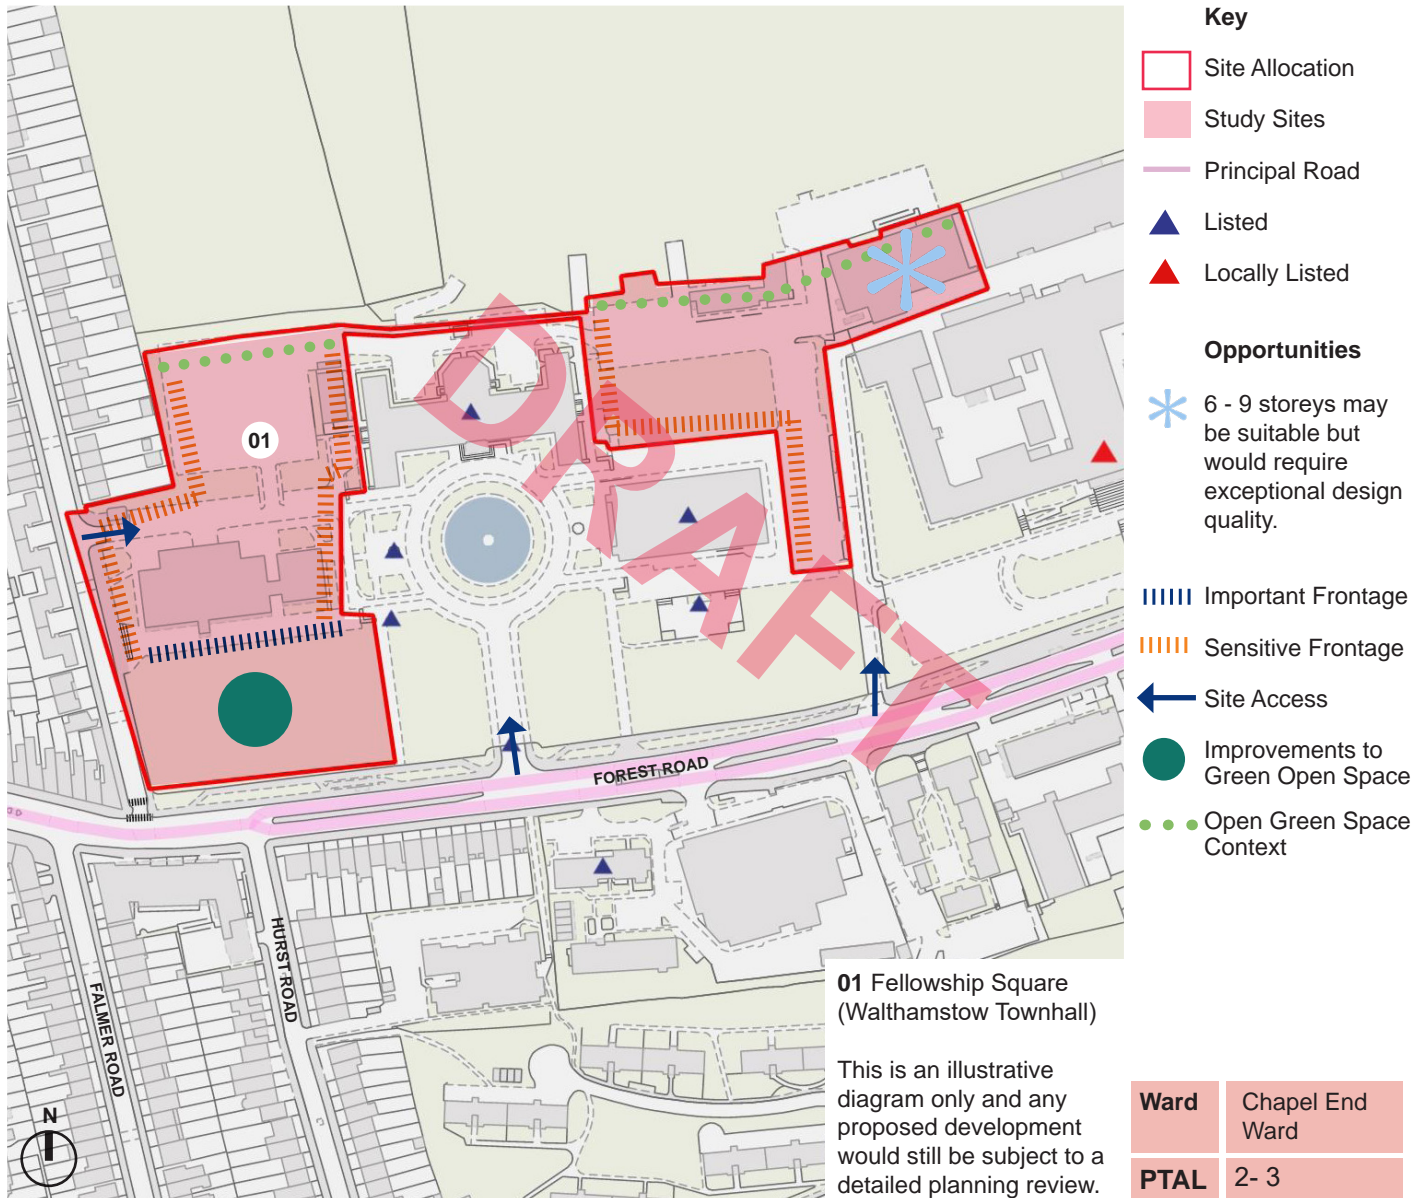 Key
Site Allocation
Study Sites
Principal Road
Listed
Locally Listed
Opportunities
6 - 9 storeys may
be suitable but
would require
exceptional design
quality.
Important Frontage
Sensitive Frontage
Site Access
Improvements to
Green Open Space
Open Green Space
Context
01
DRAFT
FOREST ROAD
HURST ROAD
FALMER ROAD
N
01 Fellowship Square
(Walthamstow Townhall)
This is an illustrative
diagram only and any
proposed development
would still be subject to a
detailed planning review.
Ward Chapel End
Ward
PTAL 2- 3